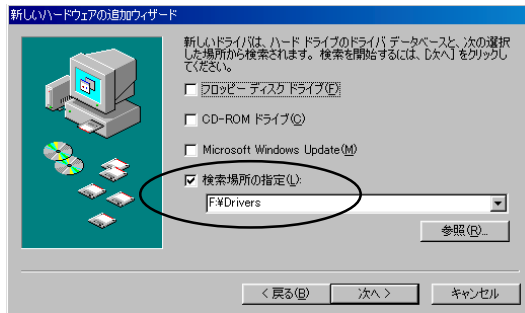 新しいハードウェアの追加ウィザード
新しいドライバは、ハード ドライブのドライバ データベースと、次の選択
した場所から検索されます。 検索を開始するには、[次へ] をクリックし
てください。
フロッピー ディスク ドライブ(F)
CD-ROM ドライブ(C)
Microsoft Windows Update(M)
検索場所の指定(L):
F:¥Drivers
参照(R)...
< 戻る(B)
次へ >
キャンセル